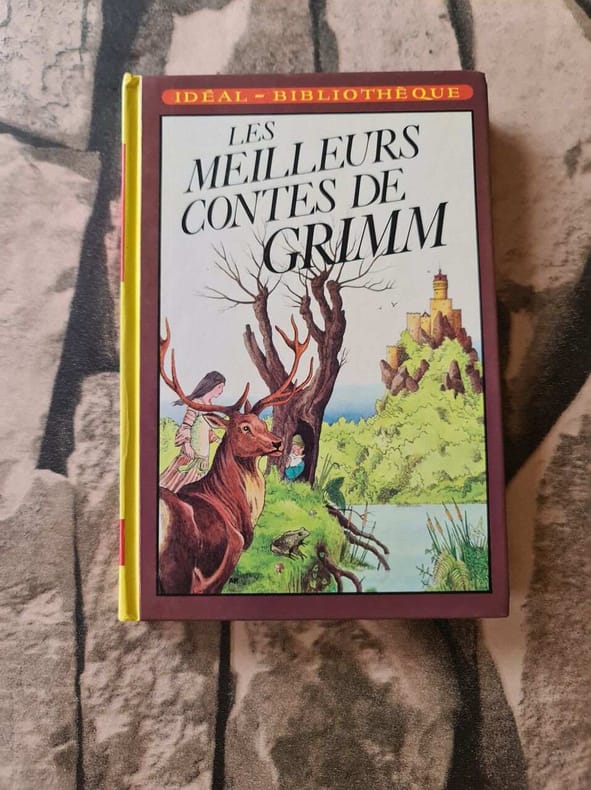 IDÉAL - BIBLIOTHÈQUE
LES
MEILLEURS
CONTES DE
GRIMM